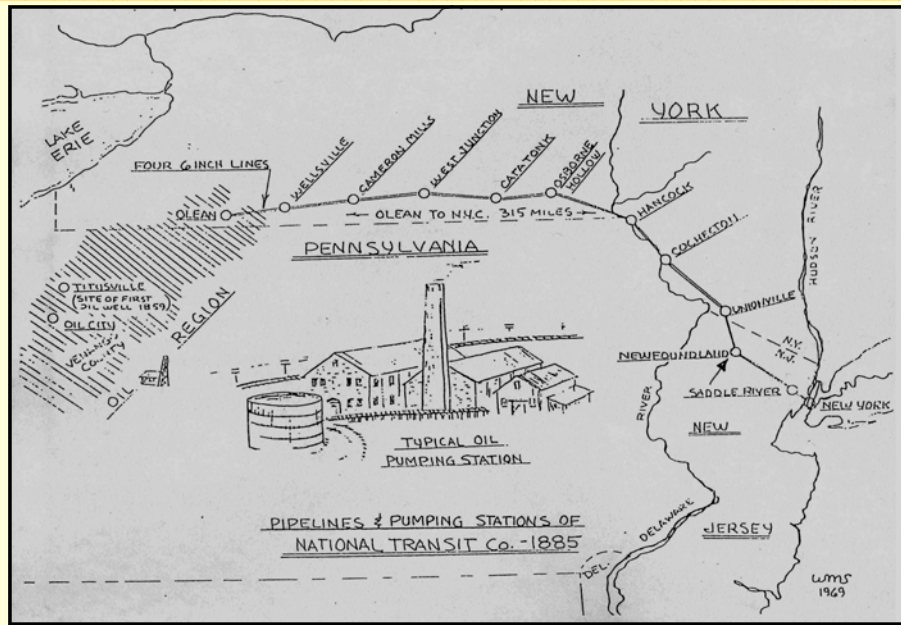 NEW
YORK
LAKE
ERIE
FOUR 6 INCH LINES
WELLSVILLE
CAMERON MILLS
WEST JUNCTION
CATATONK
OSBORNE
HOLLOW
HANCOCK
OLEAN
OLEAN TO N.Y.C. 315 MILES
COCHECTON
HUDSON RIVER
PENNSYLVANIA
TITUSVILLE
(SITE OF FIRST
OIL WELL 1859)
OIL CITY
VENANGO
COUNTY
OIL
REGION
UNIONVILLE
N.Y.
N.J.
NEWFOUNDLAND
SADDLE RIVER
NEW YORK
RIVER
DELAWARE
NEW
JERSEY
TYPICAL OIL
PUMPING STATION
PIPELINES & PUMPING STATIONS OF
NATIONAL TRANSIT Co. -1885
DEL.
WMS
1969